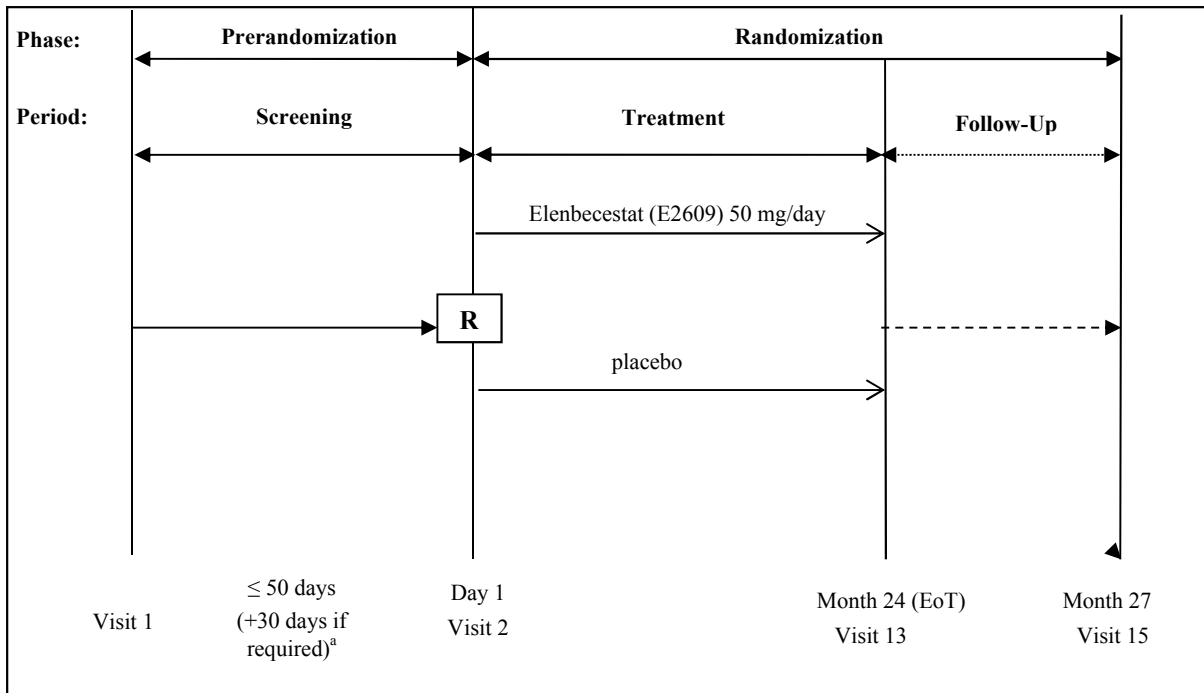 Phase:
Prerandomization
Randomization
Period:
Screening
Treatment
Follow-Up
Elenbecestat (E2609) 50 mg/day
R
placebo
Visit 1
≤ 50 days
(+30 days if
required)a
Day 1
Visit 2
Month 24 (EoT)
Visit 13
Month 27
Visit 15